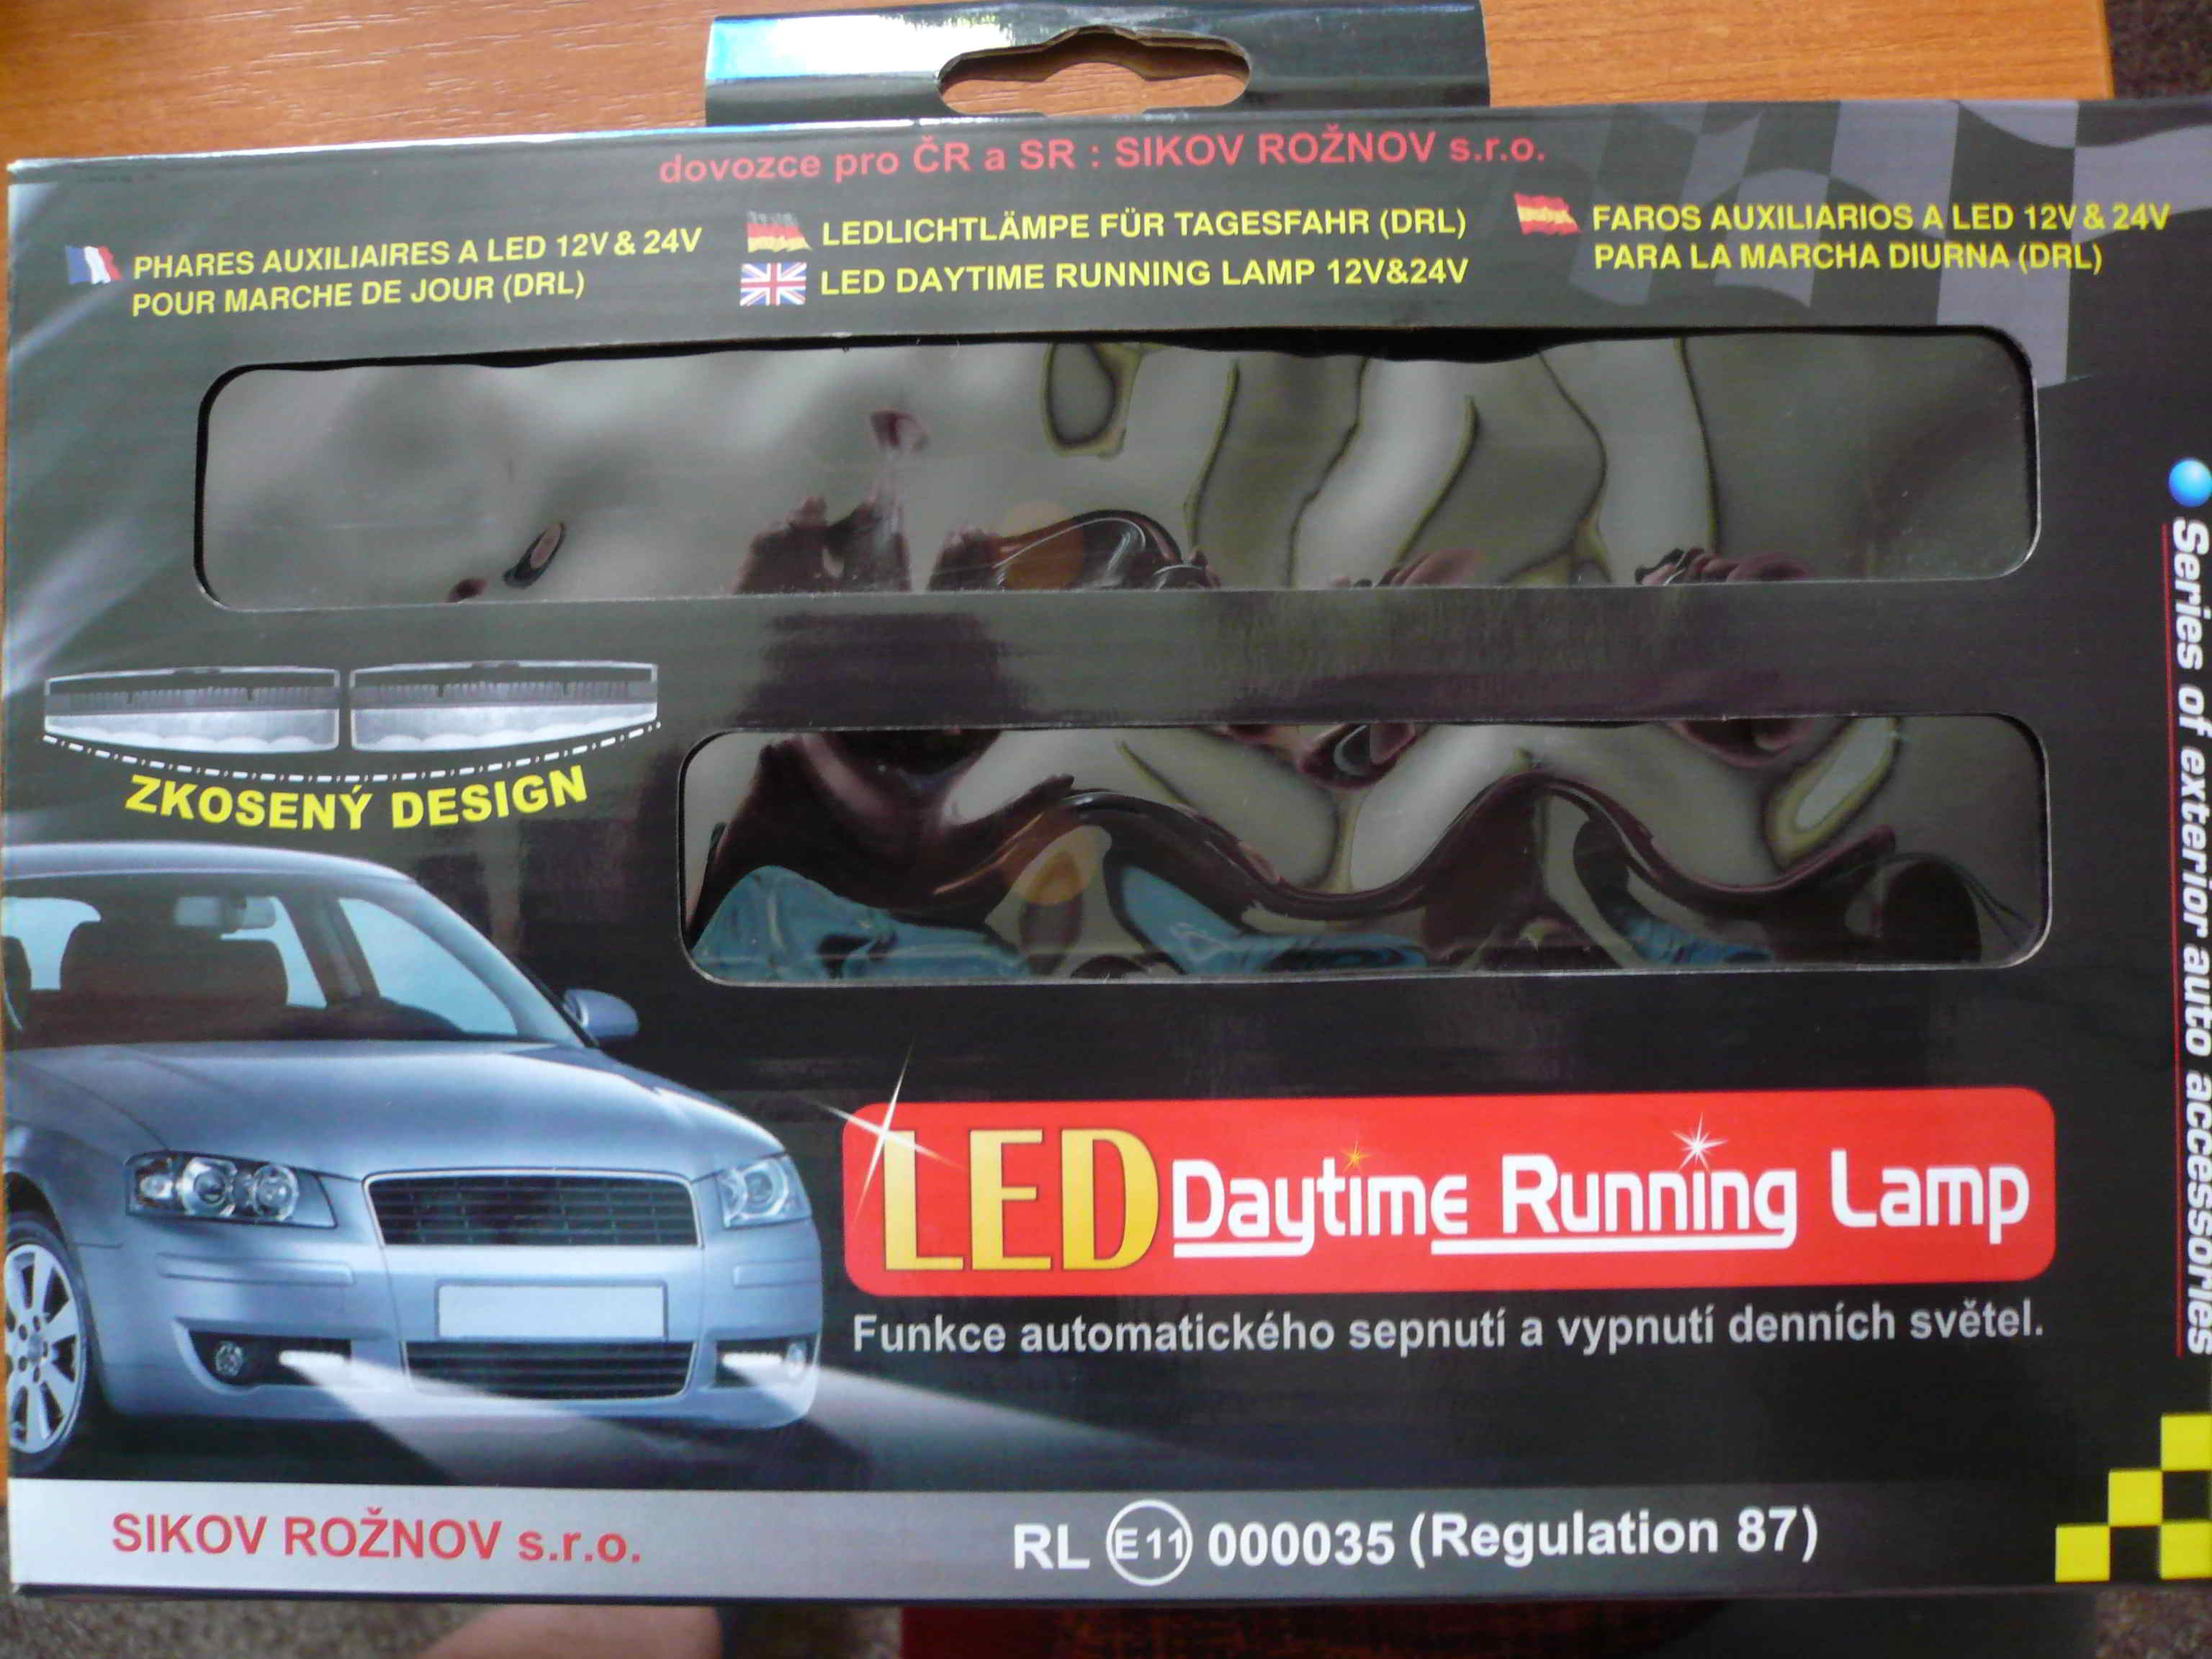 dovozce pro ČR a SR : SIKOV ROŽNOV s.r.o.
PHARES AUXILIAIRES A LED 12V & 24V
POUR MARCHE DE JOUR (DRL)
LEDLICHTLÄMPE FÜR TAGESFAHR (DRL)
LED DAYTIME RUNNING LAMP 12V&24V
FAROS AUXILIARIOS A LED 12V & 24V
PARA LA MARCHA DIURNA (DRL)
ZKOSENÝ DESIGN
Series of exterior auto accessories
LED Daytime Running Lamp
Funkce automatického sepnutí a vypnutí denních světel.
SIKOV ROŽNOV s.r.o.
RL E11 000035 (Regulation 87)